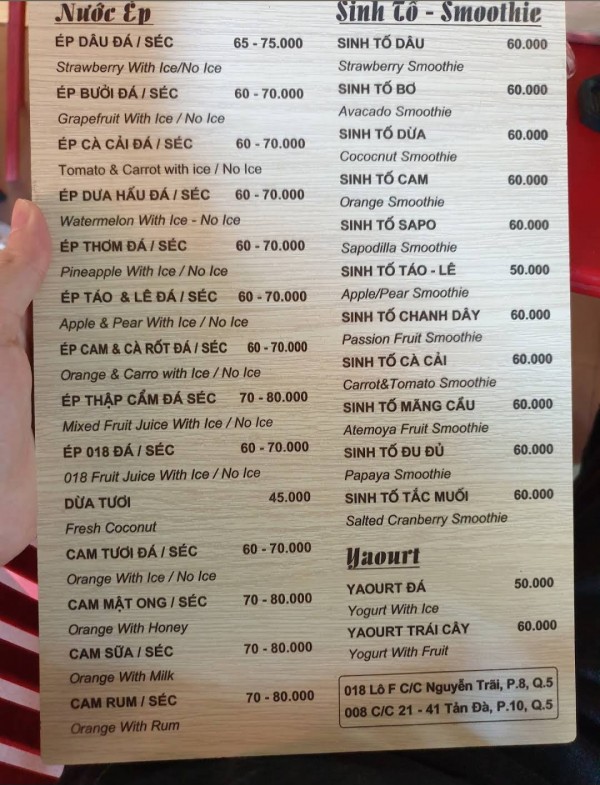 Nước Ép
ÉP DÂU ĐÁ / SÉC 65 - 75.000
Strawberry With Ice/No Ice
ÉP BƯỞI ĐÁ / SÉC 60 - 70.000
Grapefruit With Ice / No Ice
ÉP CÀ CẢI ĐÁ / SÉC 60 - 70.000
Tomato & Carrot with ice / No Ice
ÉP DƯA HẤU ĐÁ / SÉC 60 - 70.000
Watermelon With Ice - No Ice
ÉP THƠM ĐÁ / SÉC 60 - 70.000
Pineapple With Ice / No Ice
ÉP TÁO & LÊ ĐÁ / SÉC 60 - 70.000
Apple & Pear With Ice / No Ice
ÉP CAM & CÀ RỐT ĐÁ / SÉC 60 - 70.000
Orange & Carro with Ice / No Ice
ÉP THẬP CẨM ĐÁ SÉC 70 - 80.000
Mixed Fruit Juice With Ice / No Ice
ÉP 018 ĐÁ / SÉC 60 - 70.000
018 Fruit Juice With Ice / No Ice
DỪA TƯƠI 45.000
Fresh Coconut
CAM TƯƠI ĐÁ / SÉC 60 - 70.000
Orange With Ice / No Ice
CAM MẬT ONG / SÉC 70 - 80.000
Orange With Honey
CAM SỮA / SÉC 70 - 80.000
Orange With Milk
CAM RUM / SÉC 70 - 80.000
Orange With Rum
Sinh Tố - Smoothie
SINH TỐ DÂU 60.000
Strawberry Smoothie
SINH TỐ BƠ 60.000
Avacado Smoothie
SINH TỐ DỪA 60.000
Cococnut Smoothie
SINH TỐ CAM 60.000
Orange Smoothie
SINH TỐ SAPO 60.000
Sapodilla Smoothie
SINH TỐ TÁO - LÊ 50.000
Apple/Pear Smoothie
SINH TỐ CHANH DÂY 60.000
Passion Fruit Smoothie
SINH TỐ CÀ CẢI 60.000
Carrot&Tomato Smoothie
SINH TỐ MÃNG CẦU 60.000
Atemoya Fruit Smoothie
SINH TỐ ĐU ĐỦ 60.000
Papaya Smoothie
SINH TỐ TẮC MUỐI 60.000
Salted Cranberry Smoothie
Yaourt
YAOURT ĐÁ 50.000
Yogurt With Ice
YAOURT TRÁI CÂY 60.000
Yogurt With Fruit
018 Lô F C/C Nguyễn Trãi, P.8, Q.5
008 C/C 21 - 41 Tản Đà, P.10, Q.5